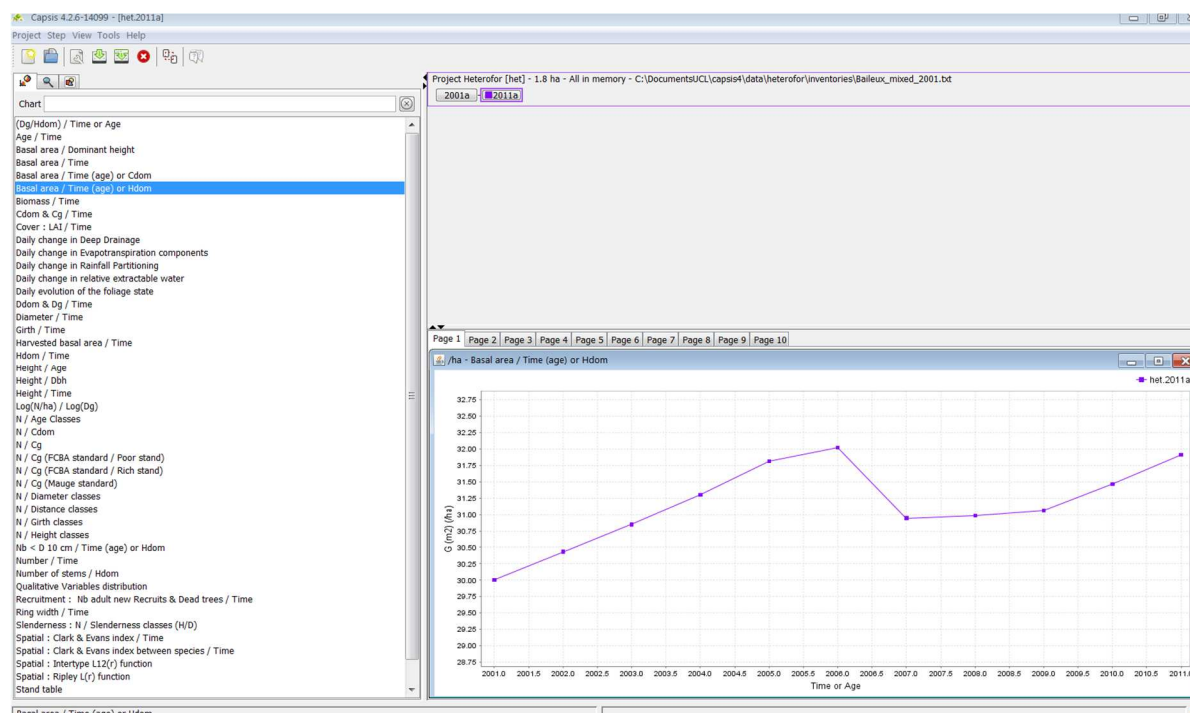 Capsis 4.2.6-14099 - [het.2011a]
Project Step View Tools Help
Chart
(Dg/Hdom) / Time or Age
Age / Time
Basal area / Dominant height
Basal area / Time
Basal area / Time (age) or Cdom
Basal area / Time (age) or Hdom
Biomass / Time
Cdom & Cg / Time
Cover : LAI / Time
Daily change in Deep Drainage
Daily change in Evapotranspiration components
Daily change in Rainfall Partitioning
Daily change in relative extractable water
Daily evolution of the foliage state
Ddom & Dg / Time
Diameter / Time
Girth / Time
Harvested basal area / Time
Hdom / Time
Height / Age
Height / Dbh
Height / Time
Log(N/ha) / Log(Dg)
N / Age Classes
N / Cdom
N / Cg
N / Cg (FCBA standard / Poor stand)
N / Cg (FCBA standard / Rich stand)
N / Cg (Mauge standard)
N / Diameter classes
N / Distance classes
N / Girth classes
N / Height classes
Nb < D 10 cm / Time (age) or Hdom
Number / Time
Number of stems / Hdom
Qualitative Variables distribution
Recruitment : Nb adult new Recruits & Dead trees / Time
Ring width / Time
Slenderness : N / Slenderness classes (H/D)
Spatial : Clark & Evans index / Time
Spatial : Clark & Evans index between species / Time
Spatial : Intertype L12(r) function
Spatial : Ripley L(r) function
Stand table
Basal area / Time (age) or Hdom
Project Heterofor [het] - 1.8 ha - All in memory - C:\DocumentsUCL\capsis4\data\heterofor\inventories\Baileux_mixed_2001.txt
2001a 2011a
Page 1 Page 2 Page 3 Page 4 Page 5 Page 6 Page 7 Page 8 Page 9 Page 10
/ha - Basal area / Time (age) or Hdom
het.2011a
G (m2) (/ha)
32.75
32.50
32.25
32.00
31.75
31.50
31.25
31.00
30.75
30.50
30.25
30.00
29.75
29.50
29.25
29.00
28.75
2001.0 2001.5 2002.0 2002.5 2003.0 2003.5 2004.0 2004.5 2005.0 2005.5 2006.0 2006.5 2007.0 2007.5 2008.0 2008.5 2009.0 2009.5 2010.0 2010.5 2011.0
Time or Age